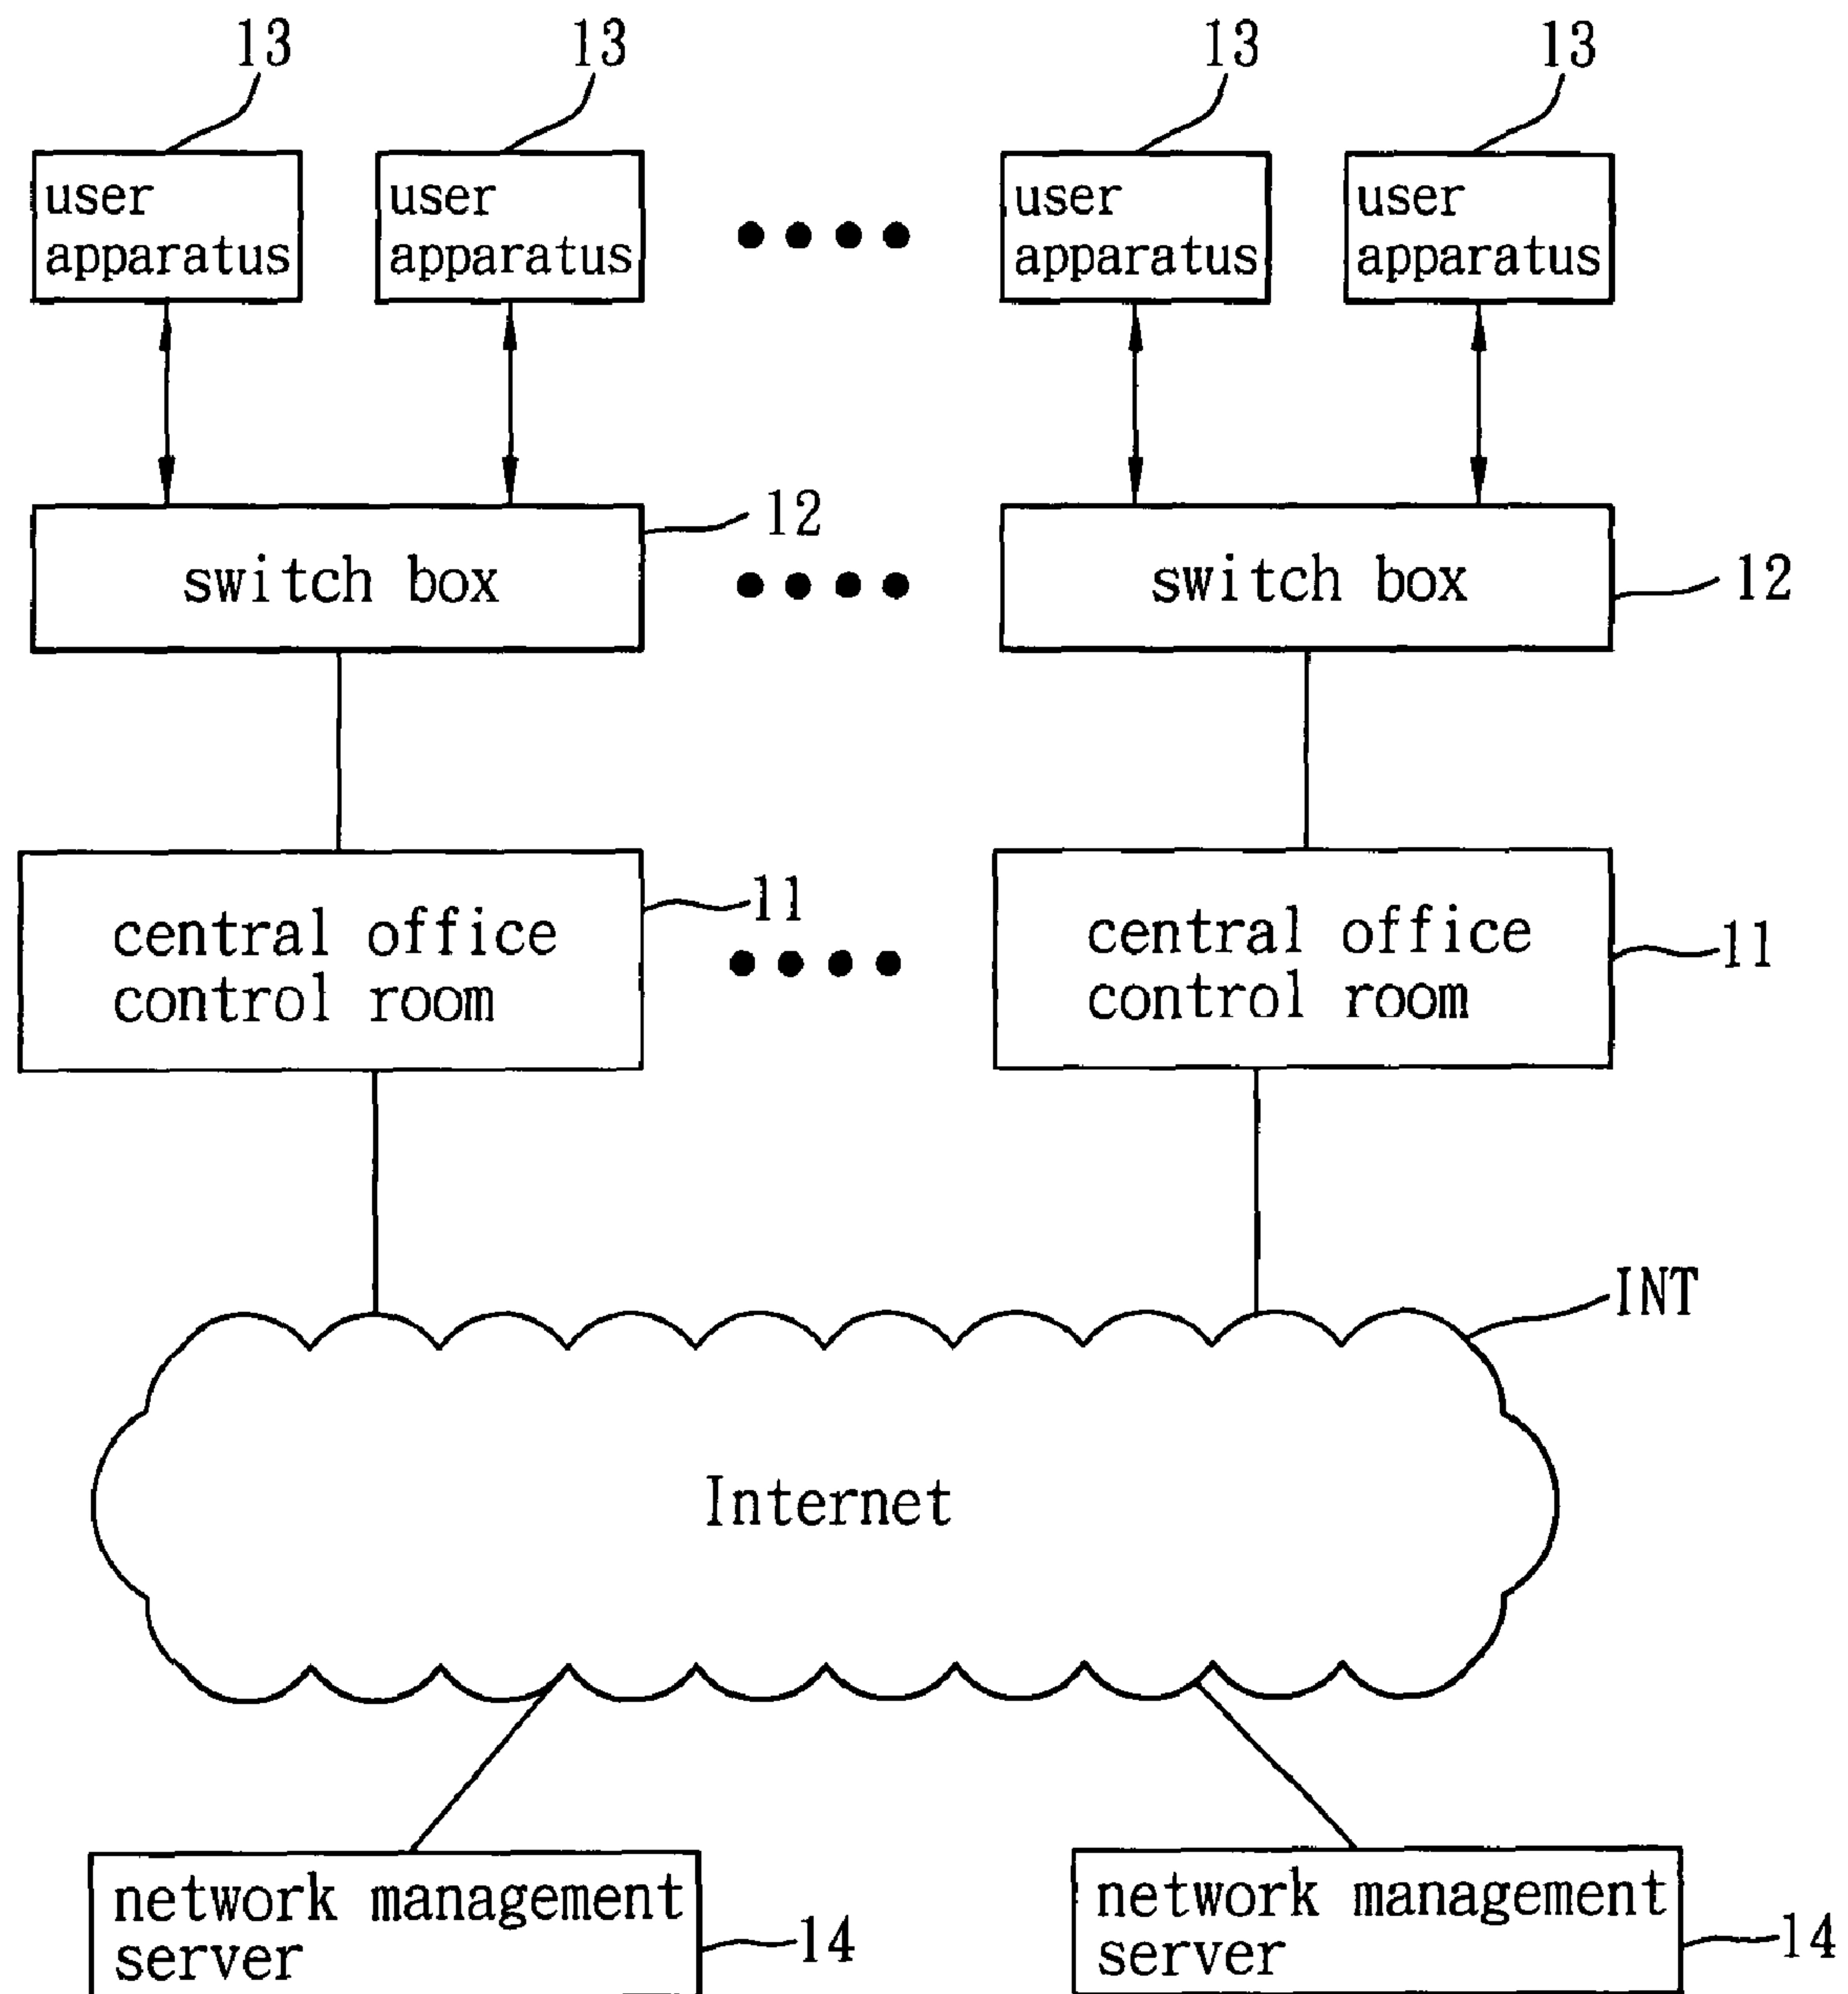 13 13 13 13
user user user user
apparatus apparatus apparatus apparatus
12
switch box switch box 12
11
central office central office 11
control room control room
INT
Internet
network management network management
server 14 server 14